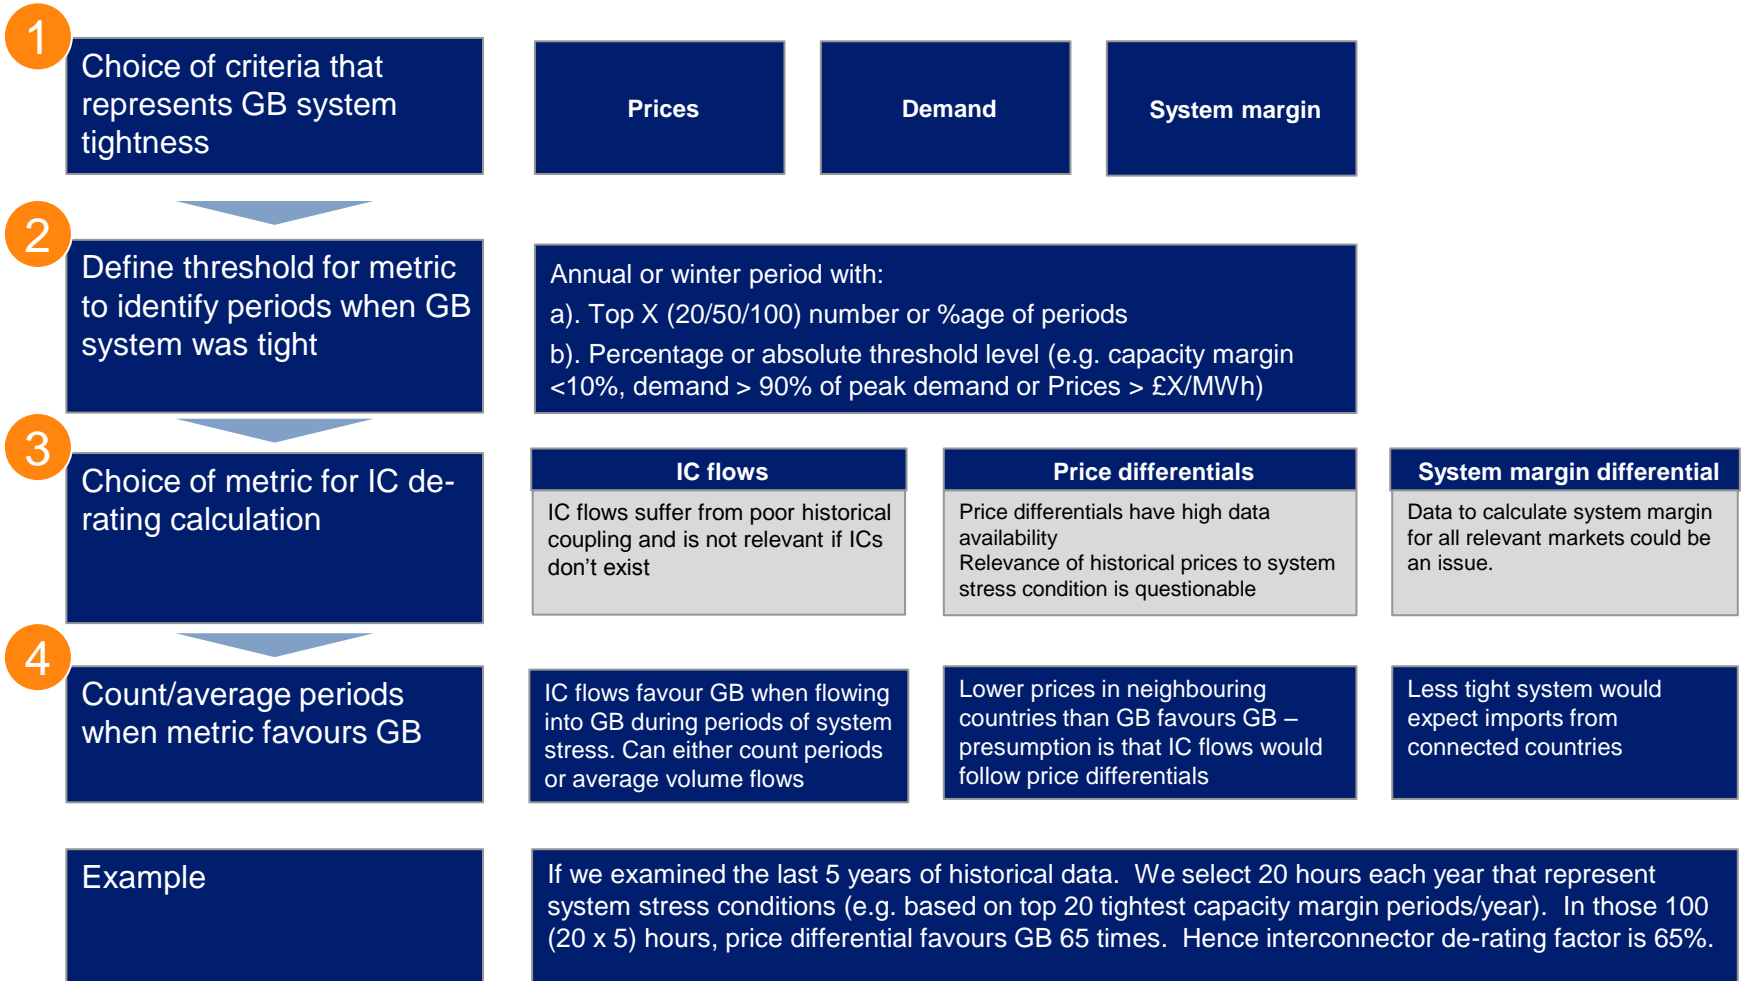 1
Choice of criteria that
represents GB system
tightness
Prices
Demand
System margin
2
Define threshold for metric
to identify periods when GB
system was tight
Annual or winter period with:
a). Top X (20/50/100) number or %age of periods
b). Percentage or absolute threshold level (e.g. capacity margin
<10%, demand > 90% of peak demand or Prices > £X/MWh)
3
Choice of metric for IC de-
rating calculation
IC flows
IC flows suffer from poor historical
coupling and is not relevant if ICs
don't exist
Price differentials
Price differentials have high data
availability
Relevance of historical prices to system
stress condition is questionable
System margin differential
Data to calculate system margin
for all relevant markets could be
an issue.
4
Count/average periods
when metric favours GB
IC flows favour GB when flowing
into GB during periods of system
stress. Can either count periods
or average volume flows
Lower prices in neighbouring
countries than GB favours GB –
presumption is that IC flows would
follow price differentials
Less tight system would
expect imports from
connected countries
Example
If we examined the last 5 years of historical data.  We select 20 hours each year that represent
system stress conditions (e.g. based on top 20 tightest capacity margin periods/year).  In those 100
(20 x 5) hours, price differential favours GB 65 times.  Hence interconnector de-rating factor is 65%.